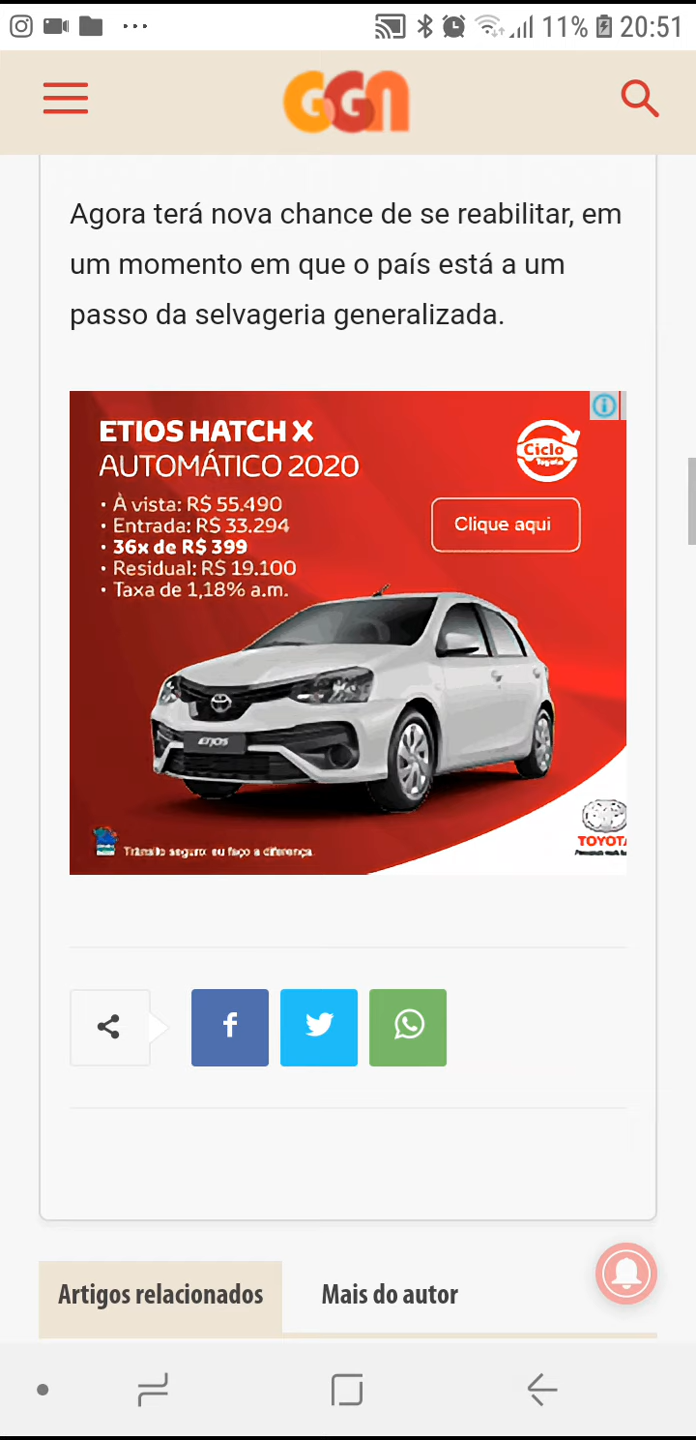 11% 20:51
GGN
Agora terá nova chance de se reabilitar, em
um momento em que o país está a um
passo da selvageria generalizada.
ETIOS HATCH X
AUTOMÁTICO 2020
• À vista: R$ 55.490
• Entrada: R$ 33.294
• 36x de R$ 399
• Residual: R$ 19.100
• Taxa de 1,18% a.m.
Ciclo
Toyota
Clique aqui
ETIOS
Trânsito seguro: eu faço a diferença.
TOYOTA
Artigos relacionados
Mais do autor